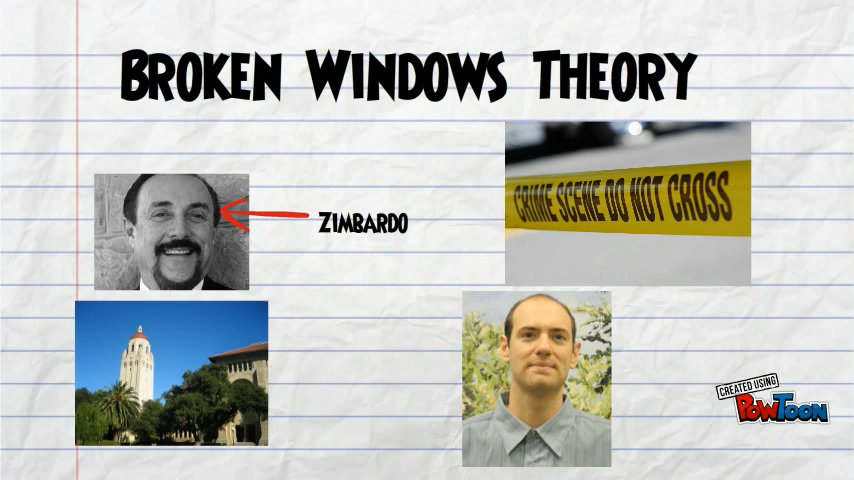 Broken Windows Theory
Zimbardo
CRIME SCENE DO NOT CROSS
CREATED USING
PowToon